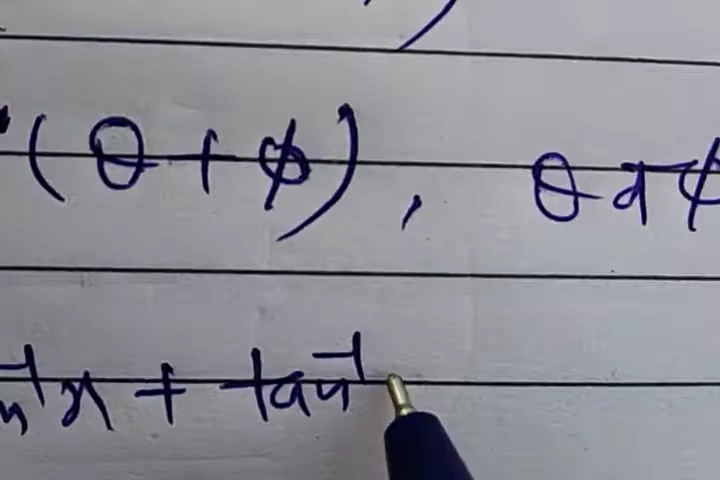 (θ + ϕ), θ व ϕ
x + tan⁻¹